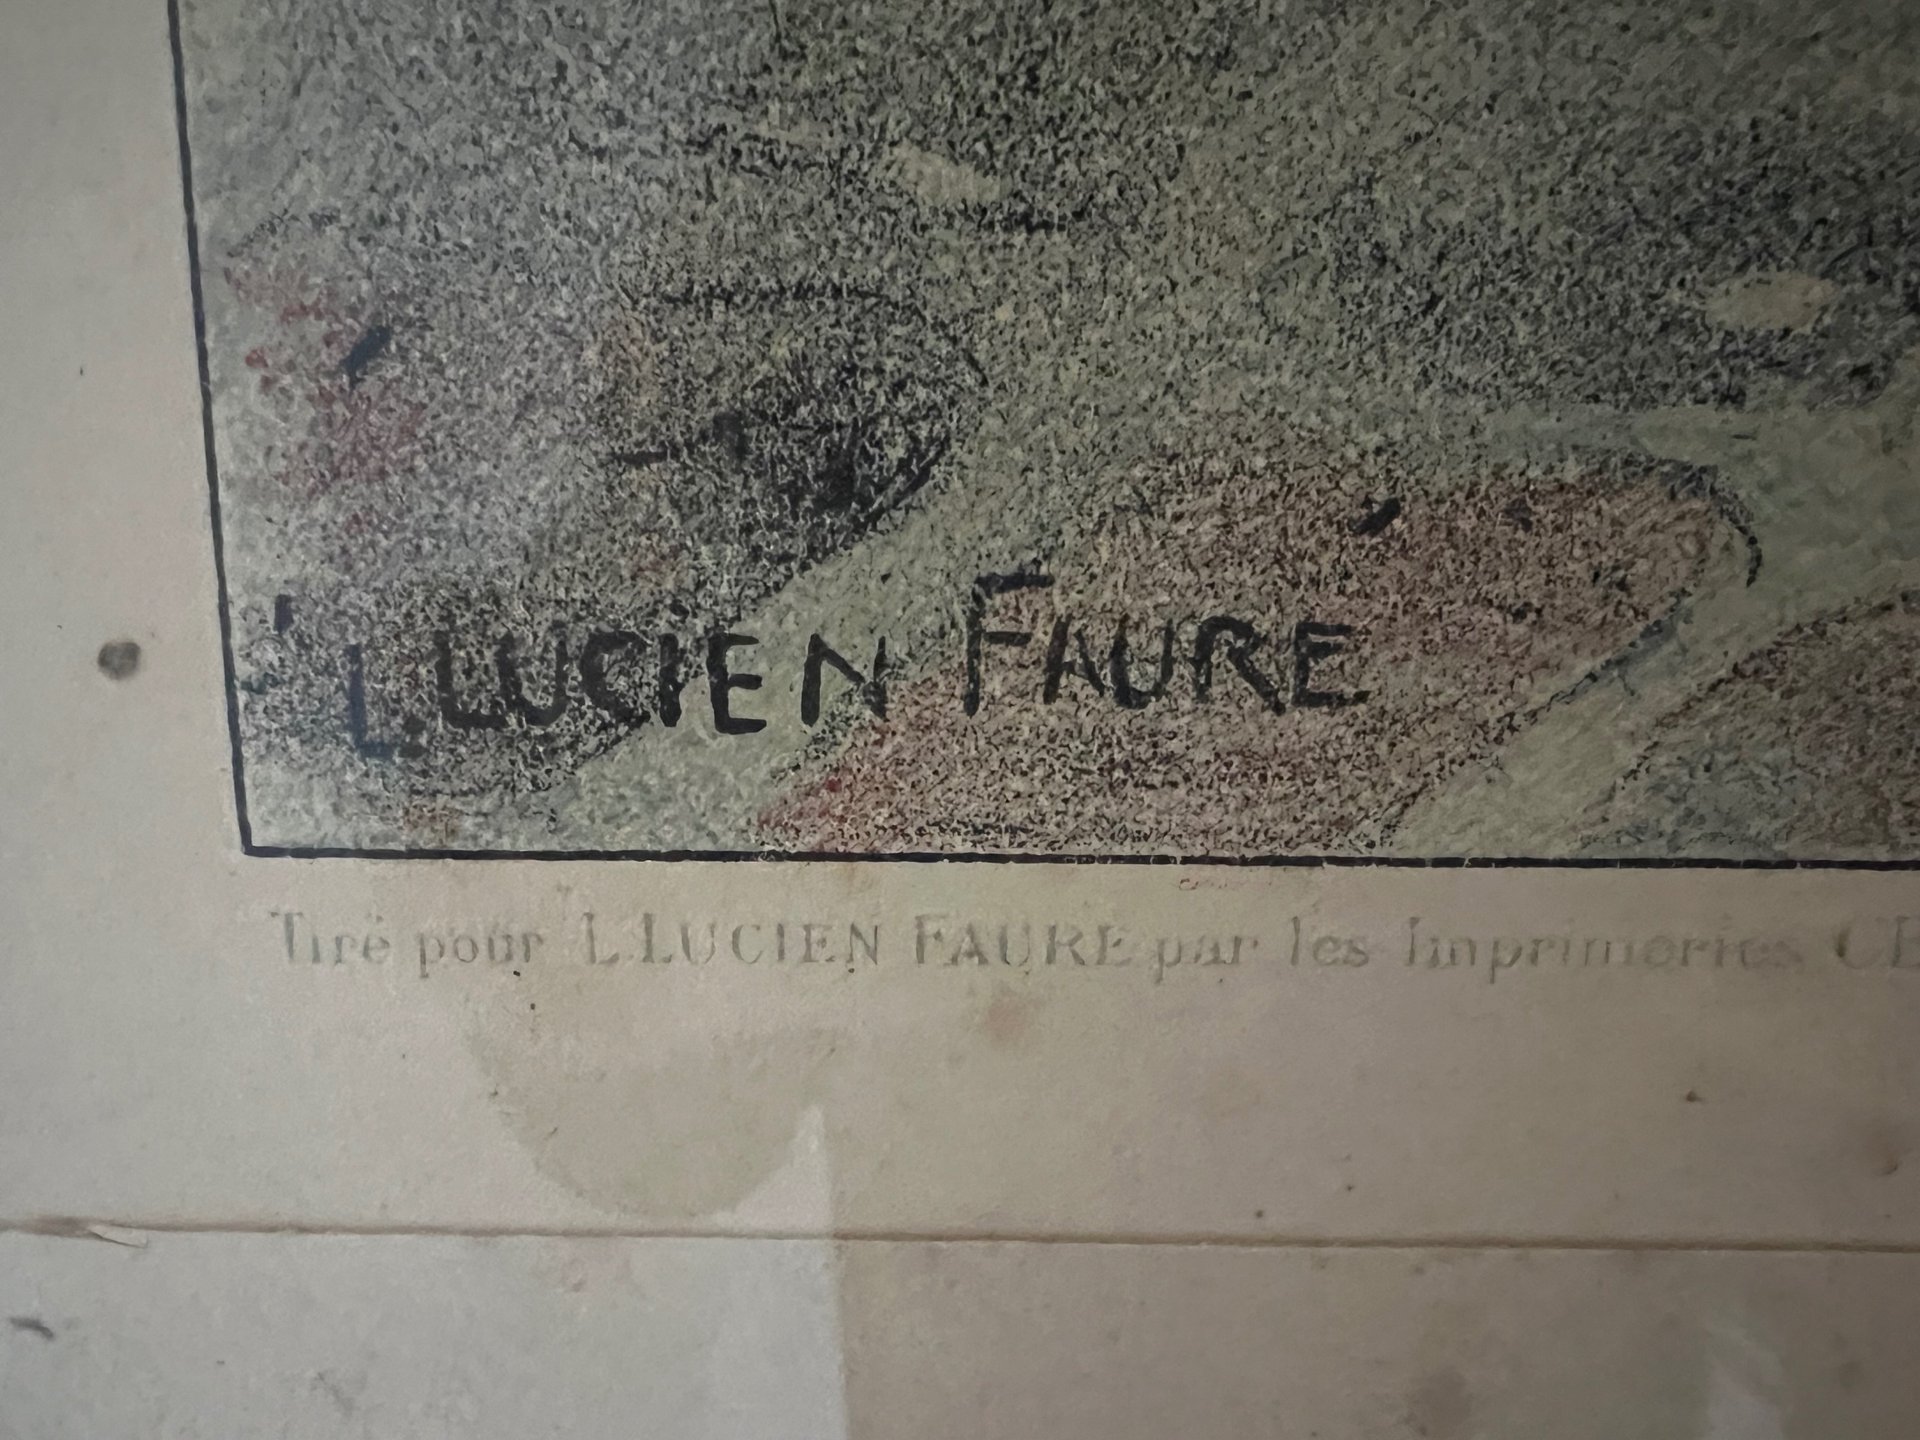 L. LUCIEN FAURE
Tiré pour L. LUCIEN FAURE par les Imprimeries